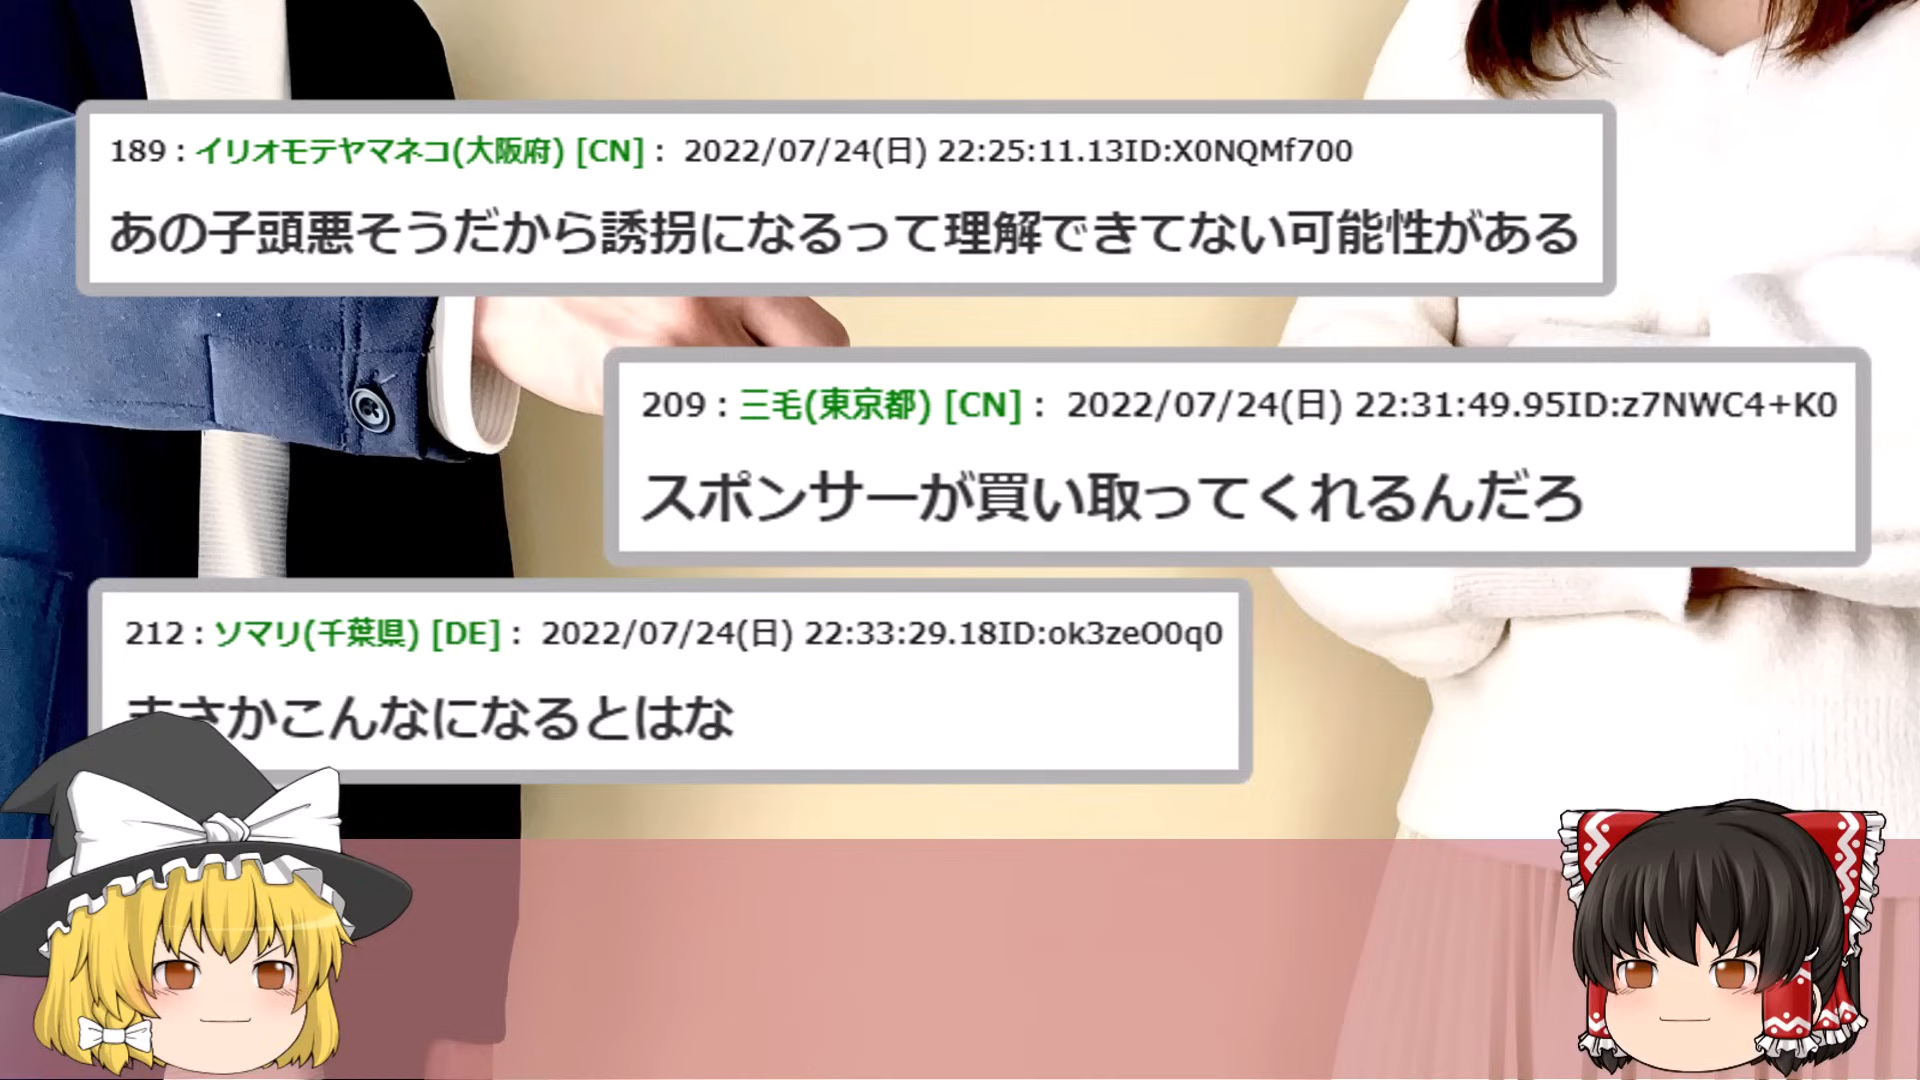 189 : イリオモテヤマネコ(大阪府) [CN] : 2022/07/24(日) 22:25:11.13ID:X0NQMf700
あの子頭悪そうだから誘拐になるって理解できてない可能性がある
209 : 三毛(東京都) [CN] : 2022/07/24(日) 22:31:49.95ID:z7NWC4+K0
スポンサーが買い取ってくれるんだろ
212 : ソマリ(千葉県) [DE] : 2022/07/24(日) 22:33:29.18ID:ok3zeO0q0
まさかこんなになるとはな